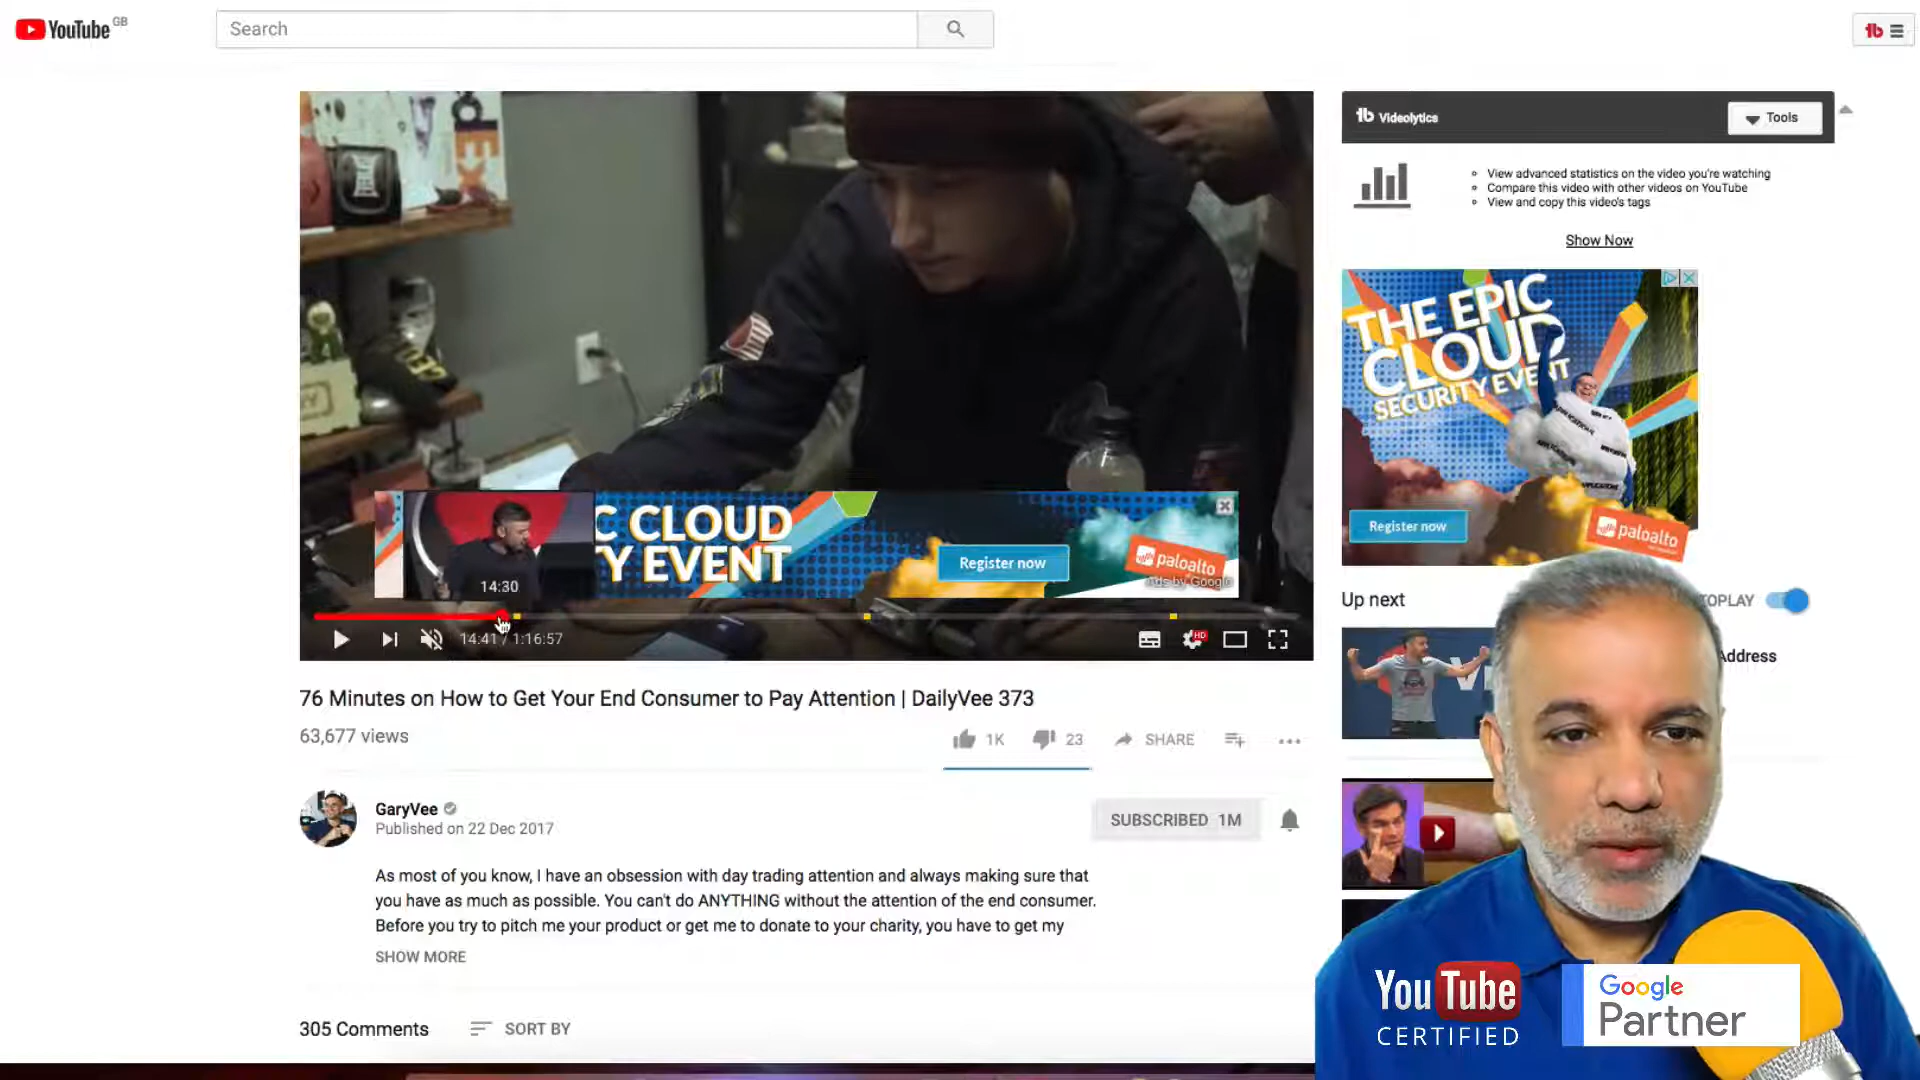 YouTube GB
Search
Videolytics
Tools
View advanced statistics on the video you're watching
Compare this video with other videos on YouTube
View and copy this video's tags
Show Now
THE EPIC
CLOUD
SECURITY EVENT
Register now
paloalto
C CLOUD
Y EVENT
Register now
paloalto
Ads by Google
14:30
14:41 / 1:16:57
HD
Up next
TOPLAY
Address
76 Minutes on How to Get Your End Consumer to Pay Attention | DailyVee 373
63,677 views
1K
23
SHARE
GaryVee
Published on 22 Dec 2017
SUBSCRIBED 1M
As most of you know, I have an obsession with day trading attention and always making sure that
you have as much as possible. You can't do ANYTHING without the attention of the end consumer.
Before you try to pitch me your product or get me to donate to your charity, you have to get my
SHOW MORE
305 Comments
SORT BY
YouTube
CERTIFIED
Google
Partner